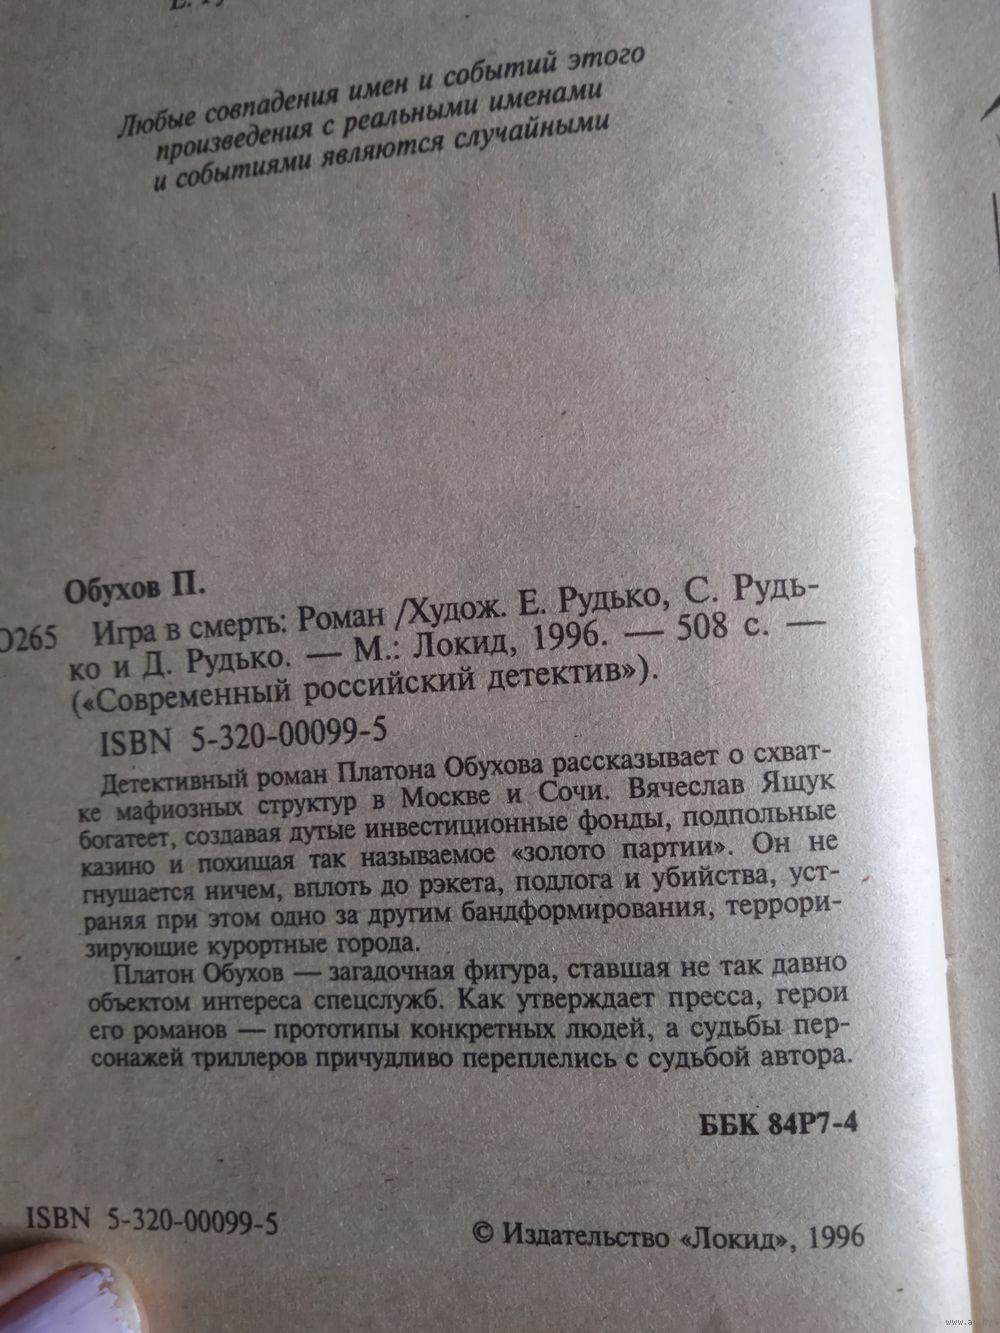 Любые совпадения имен и событий этого
произведения с реальными именами
и событиями являются случайными
Обухов П.
О265 Игра в смерть: Роман /Худож. Е. Рудько, С. Рудь-
ко и Д. Рудько. — М.: Локид, 1996. — 508 с. —
(«Современный российский детектив»).
ISBN 5-320-00099-5
Детективный роман Платона Обухова рассказывает о схват-
ке мафиозных структур в Москве и Сочи. Вячеслав Ящук
богатеет, создавая дутые инвестиционные фонды, подпольные
казино и похищая так называемое «золото партии». Он не
гнушается ничем, вплоть до рэкета, подлога и убийства, уст-
раняя при этом одно за другим бандформирования, террори-
зирующие курортные города.
Платон Обухов — загадочная фигура, ставшая не так давно
объектом интереса спецслужб. Как утверждает пресса, герои
его романов — прототипы конкретных людей, а судьбы пер-
сонажей триллеров причудливо переплелись с судьбой автора.
ББК 84Р7-4
ISBN 5-320-00099-5
© Издательство «Локид», 1996